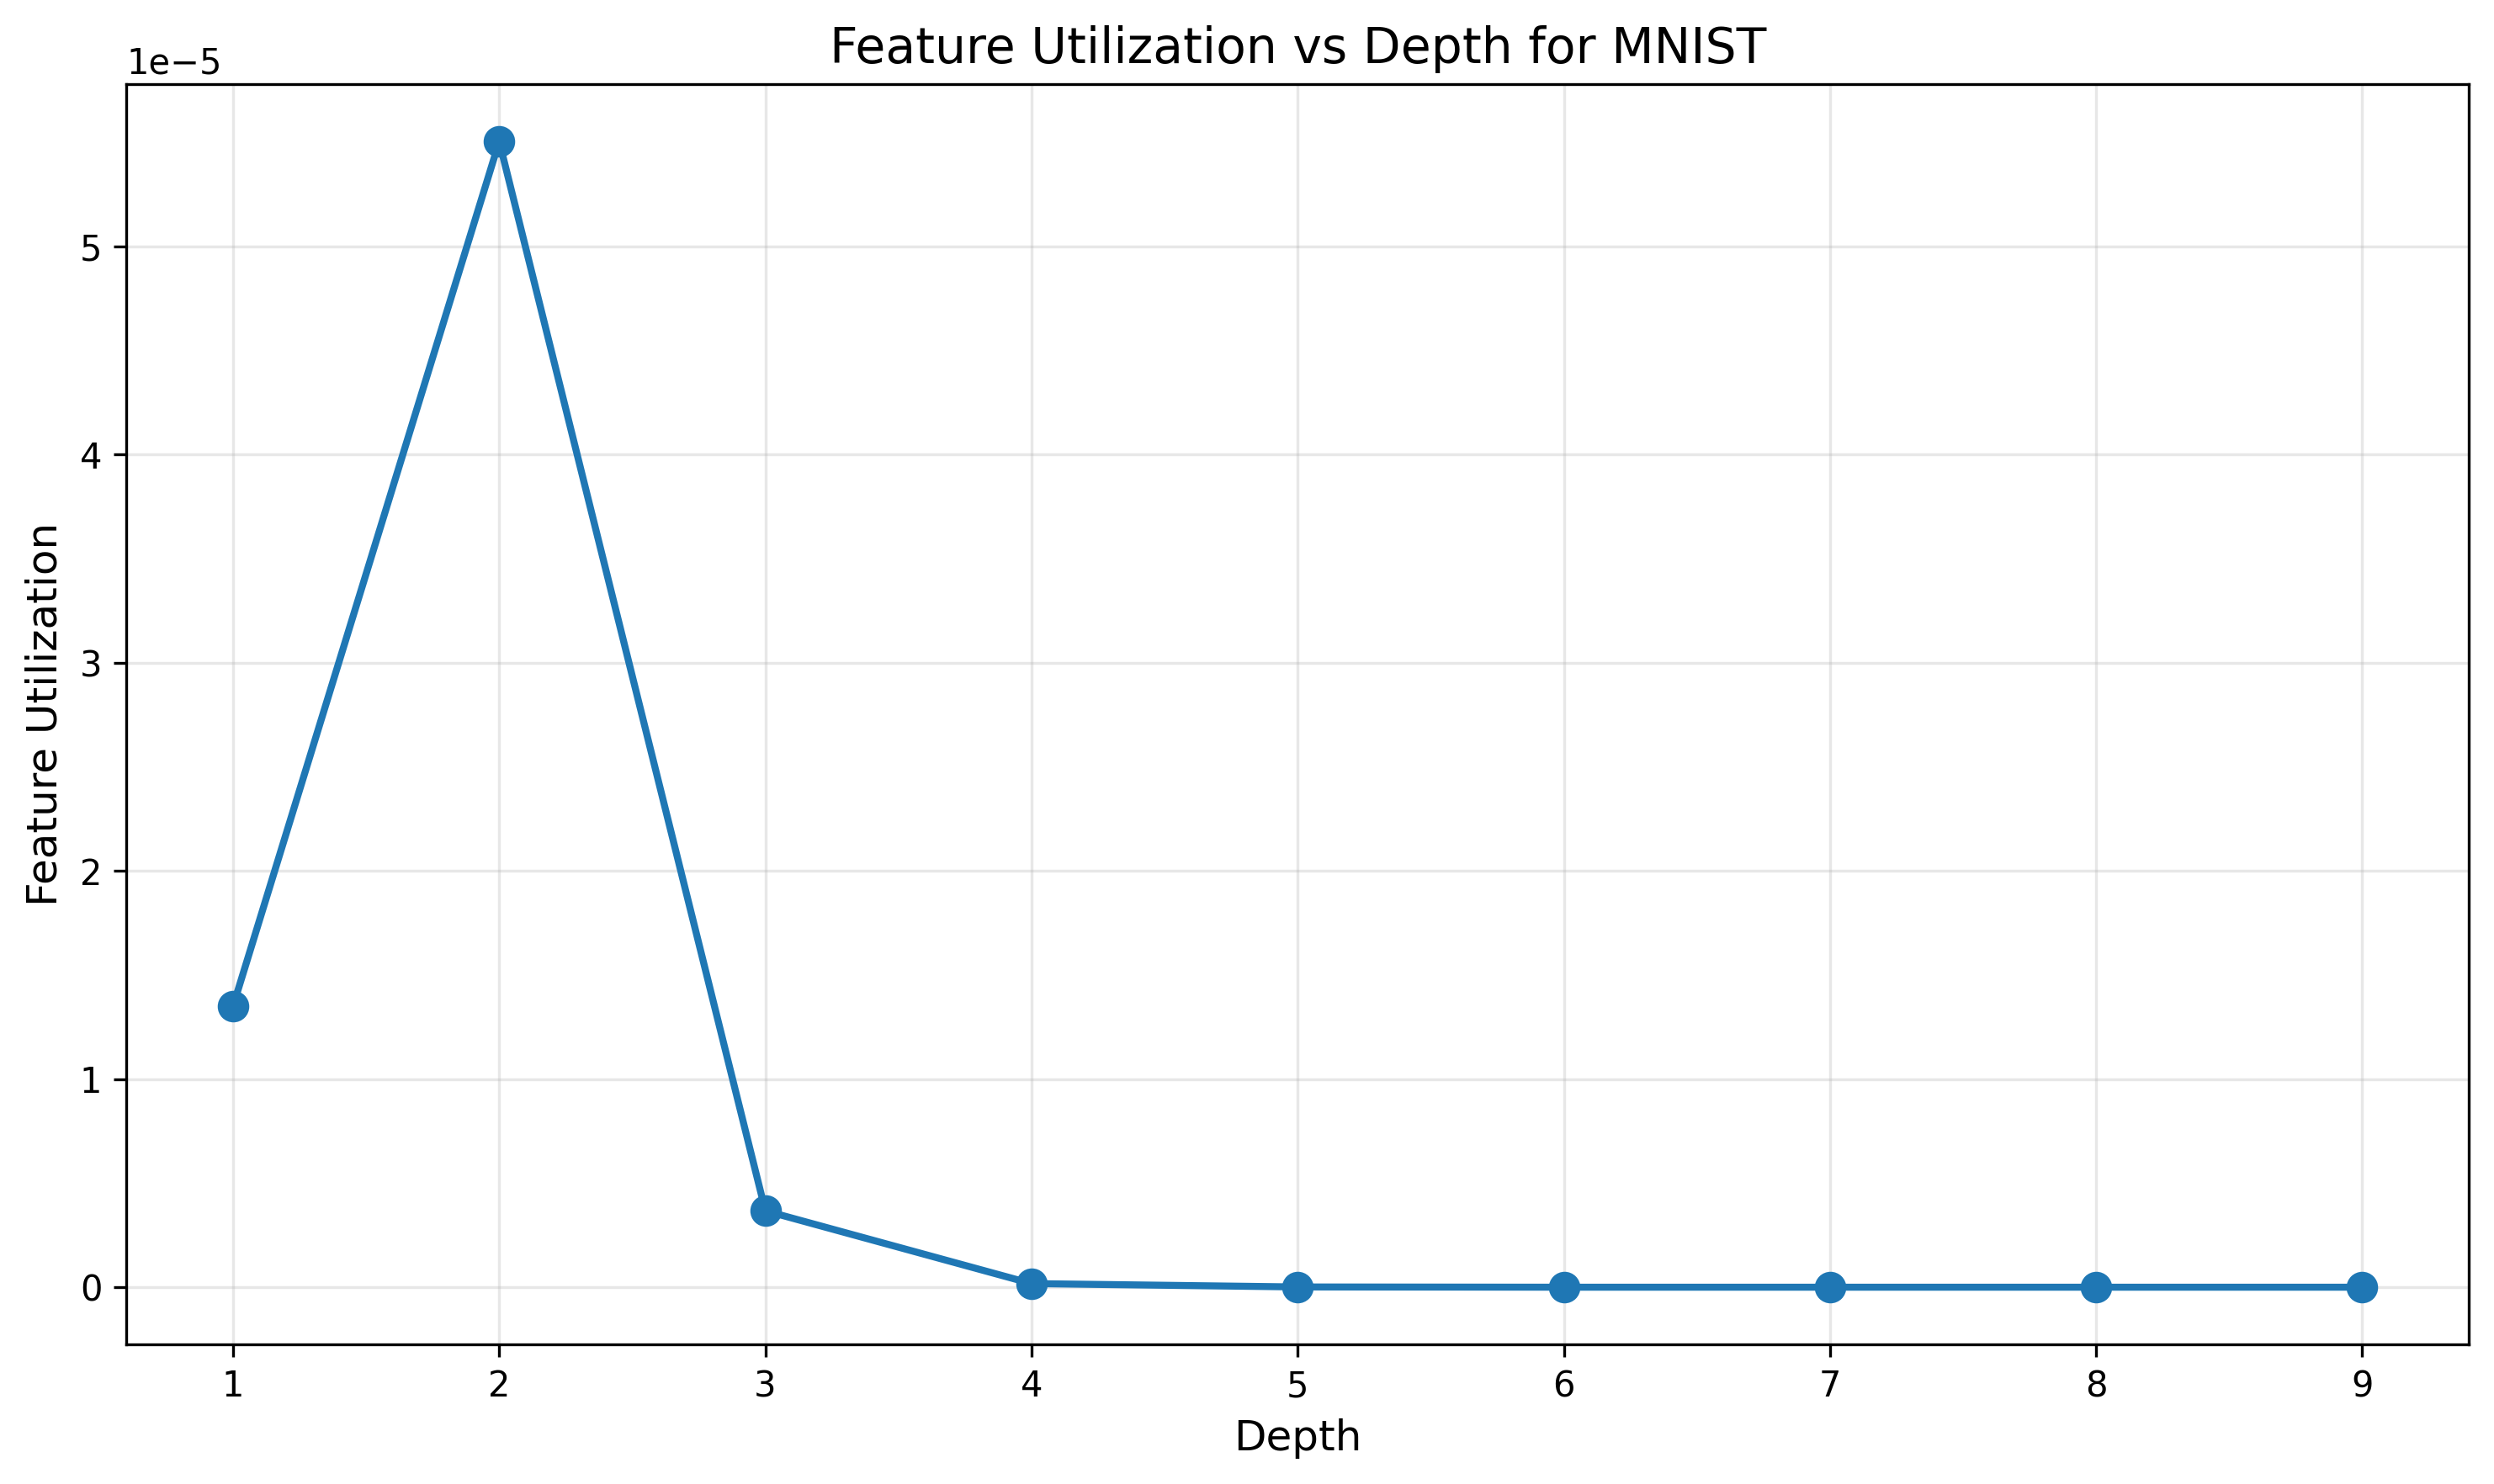 Feature Utilization vs Depth for MNIST
1e−5
5
4
3
2
1
0
Feature Utilization
1 2 3 4 5 6 7 8 9
Depth